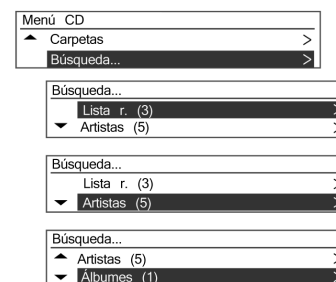 Menú CD
Carpetas >
Búsqueda... >
Búsqueda...
Lista r. (3)
Artistas (5)
Búsqueda...
Lista r. (3)
Artistas (5)
Búsqueda...
Artistas (5)
Álbumes (1)